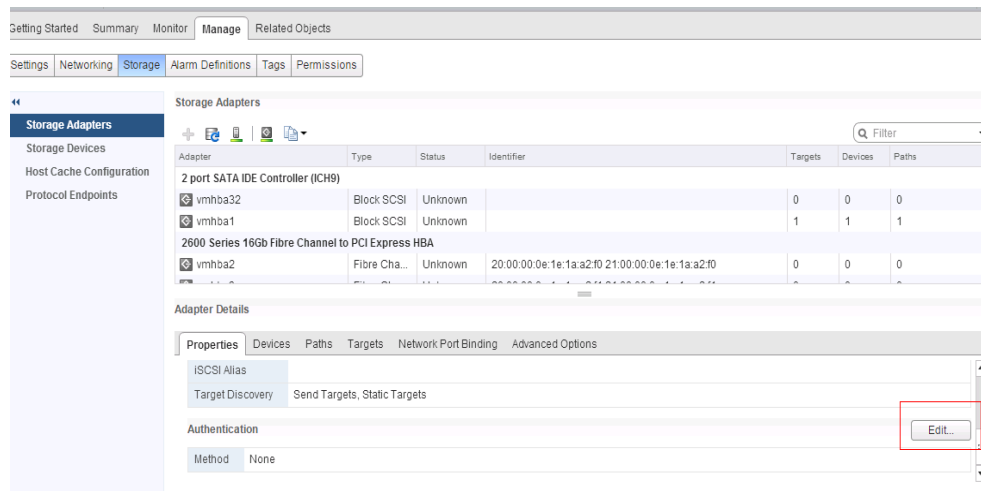 Getting Started Summary Monitor Manage Related Objects
Settings Networking Storage Alarm Definitions Tags Permissions
Storage Adapters
Storage Devices
Host Cache Configuration
Protocol Endpoints
Storage Adapters
Filter
Adapter Type Status Identifier Targets Devices Paths
2 port SATA IDE Controller (ICH9)
vmhba32 Block SCSI Unknown 0 0 0
vmhba1 Block SCSI Unknown 1 1 1
2600 Series 16Gb Fibre Channel to PCI Express HBA
vmhba2 Fibre Cha... Unknown 20:00:00:0e:1e:1a:a2:f0 21:00:00:0e:1e:1a:a2:f0 0 0 0
Adapter Details
Properties Devices Paths Targets Network Port Binding Advanced Options
iSCSI Alias
Target Discovery Send Targets, Static Targets
Authentication
Edit...
Method None